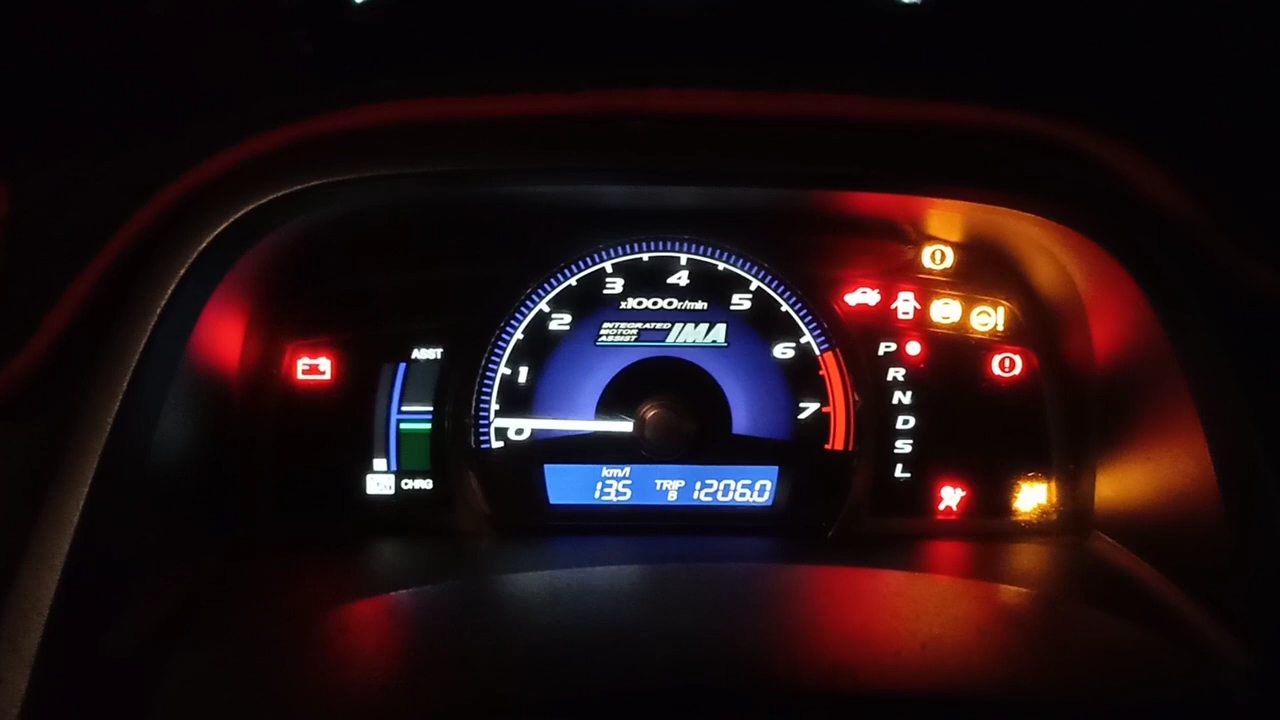 ASST
CHRG
0
1
2
3
4
5
6
7
x1000r/min
INTEGRATED
MOTOR
ASSIST
IMA
km/l
13.5
TRIP
B
1206.0
P
R
N
D
S
L